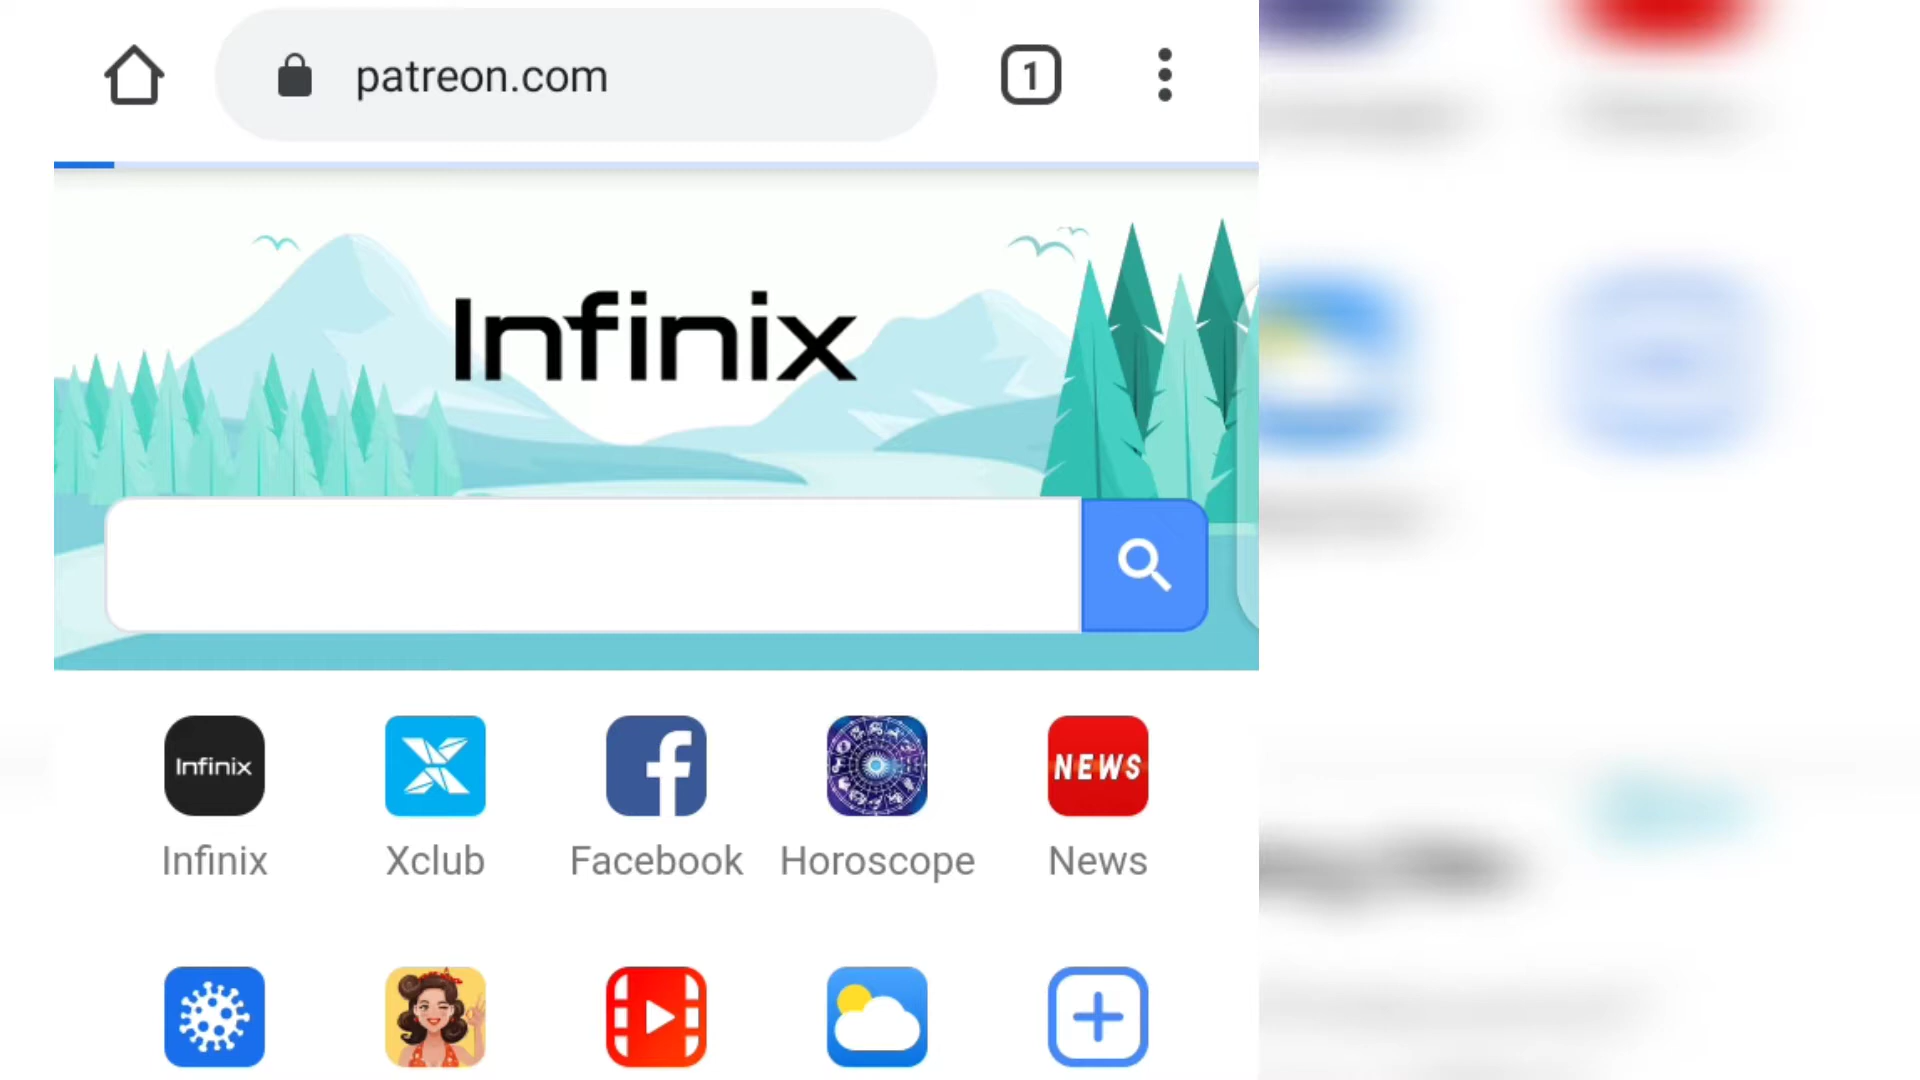 patreon.com
1
Infinix
Infinix
NEWS
Infinix
Xclub
Facebook
Horoscope
News